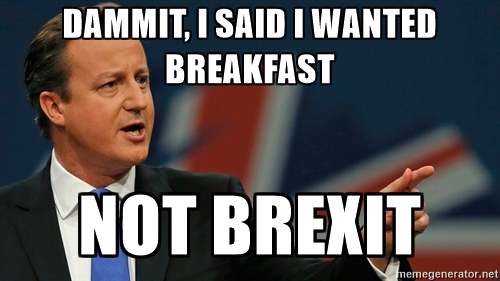 DAMMIT, I SAID I WANTED
BREAKFAST
NOT BREXIT
memegenerator.net